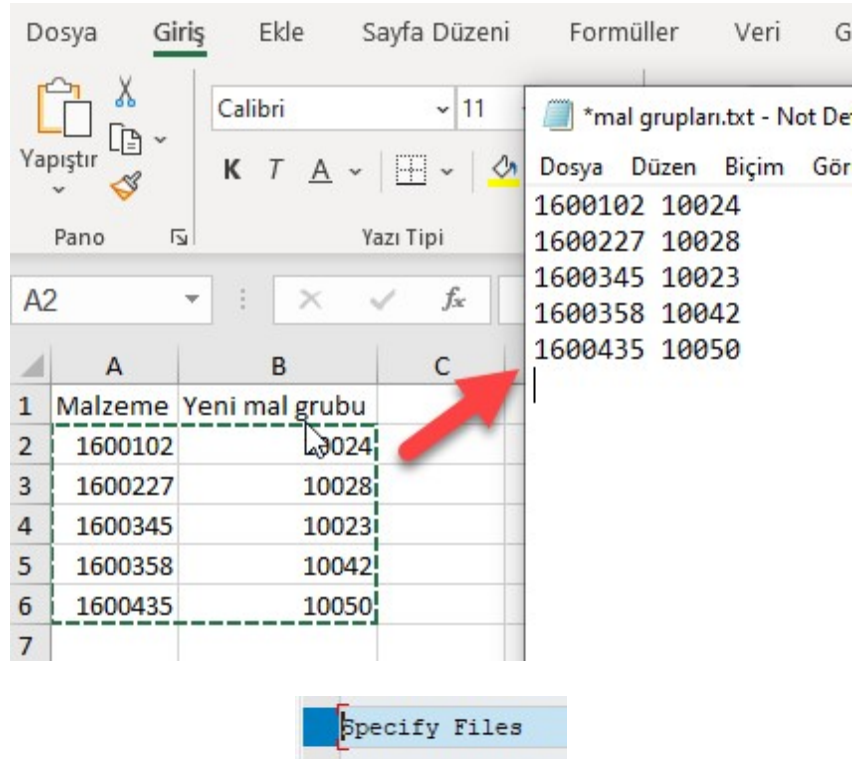 Dosya Giriş Ekle Sayfa Düzeni Formüller Veri G
Calibri 11
Yapıştır
K T A
Pano Yazı Tipi
*mal grupları.txt - Not De
Dosya Düzen Biçim Gör
1600102 10024
1600227 10028
1600345 10023
1600358 10042
1600435 10050
A2 fx
A B C
1 Malzeme Yeni mal grubu
2 1600102 10024
3 1600227 10028
4 1600345 10023
5 1600358 10042
6 1600435 10050
7
Specify Files